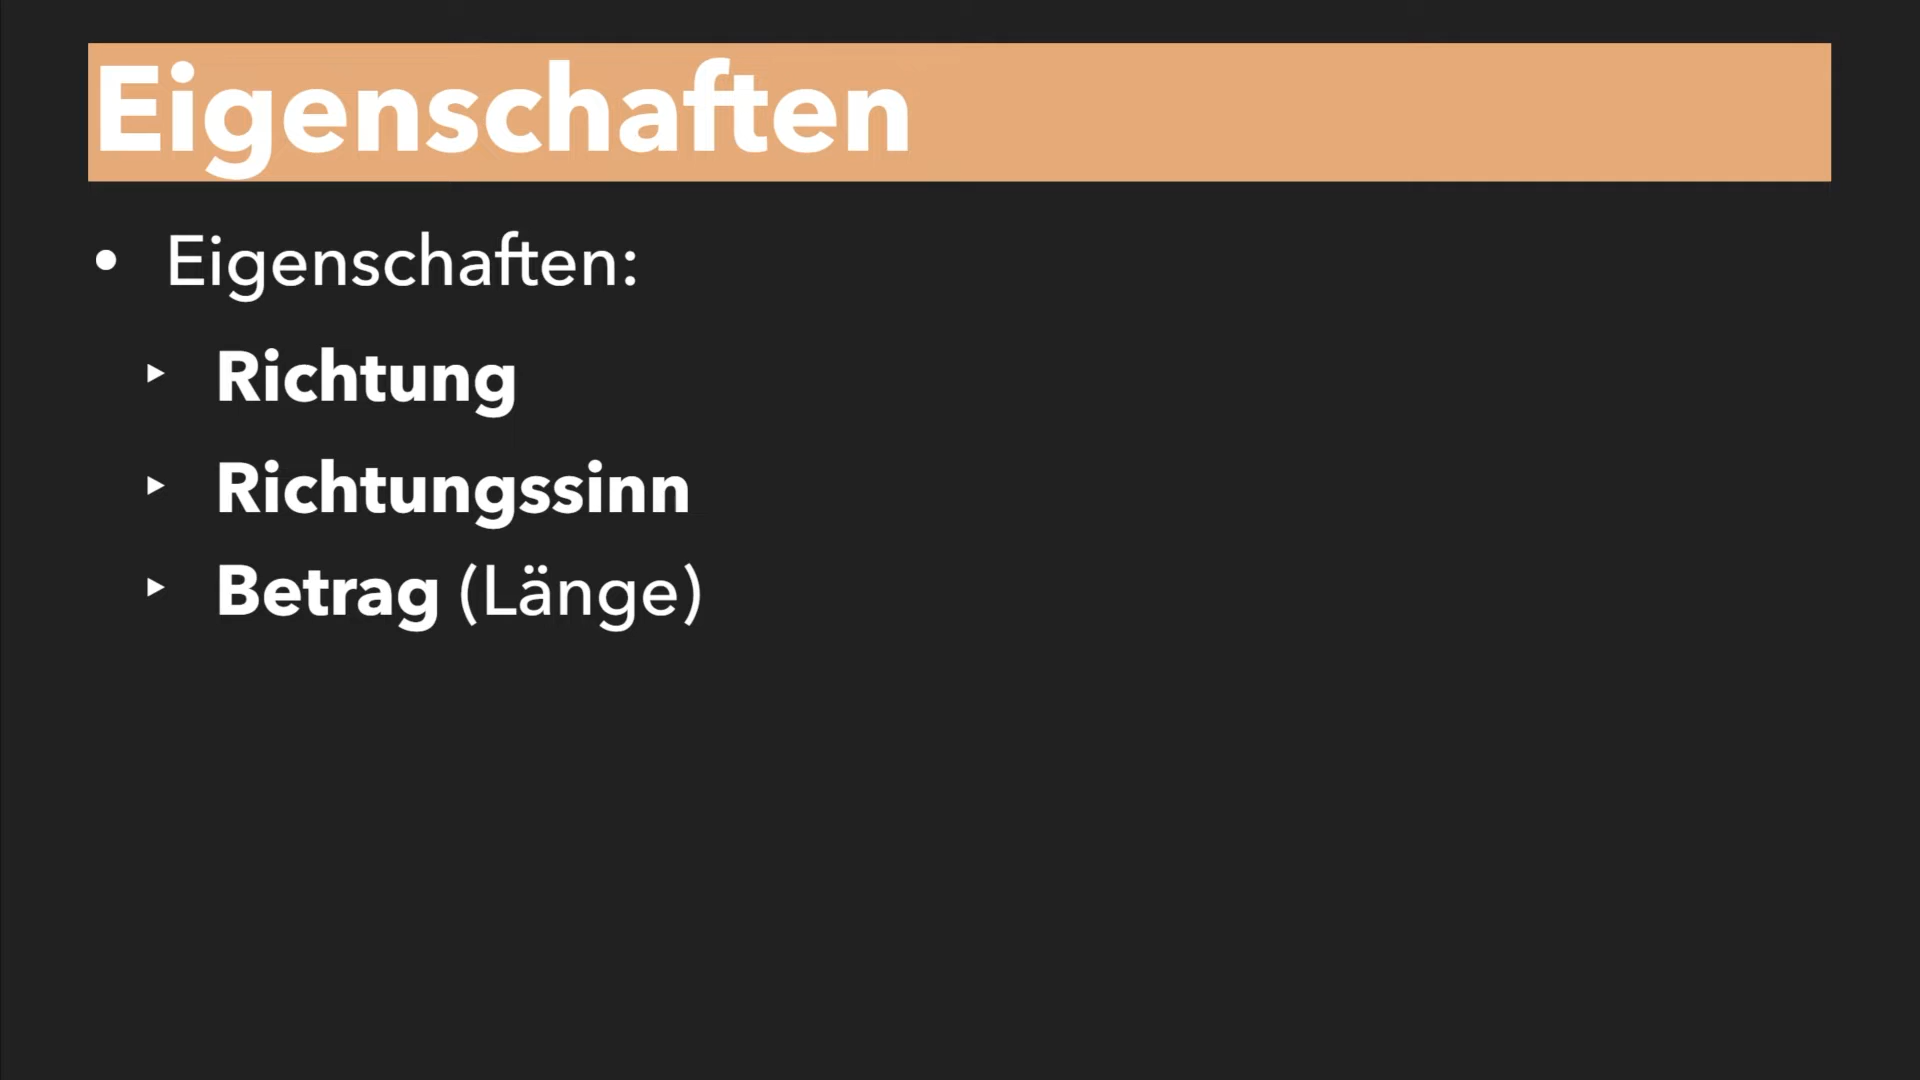 Eigenschaften
• Eigenschaften:
‣ Richtung
‣ Richtungssinn
‣ Betrag (Länge)